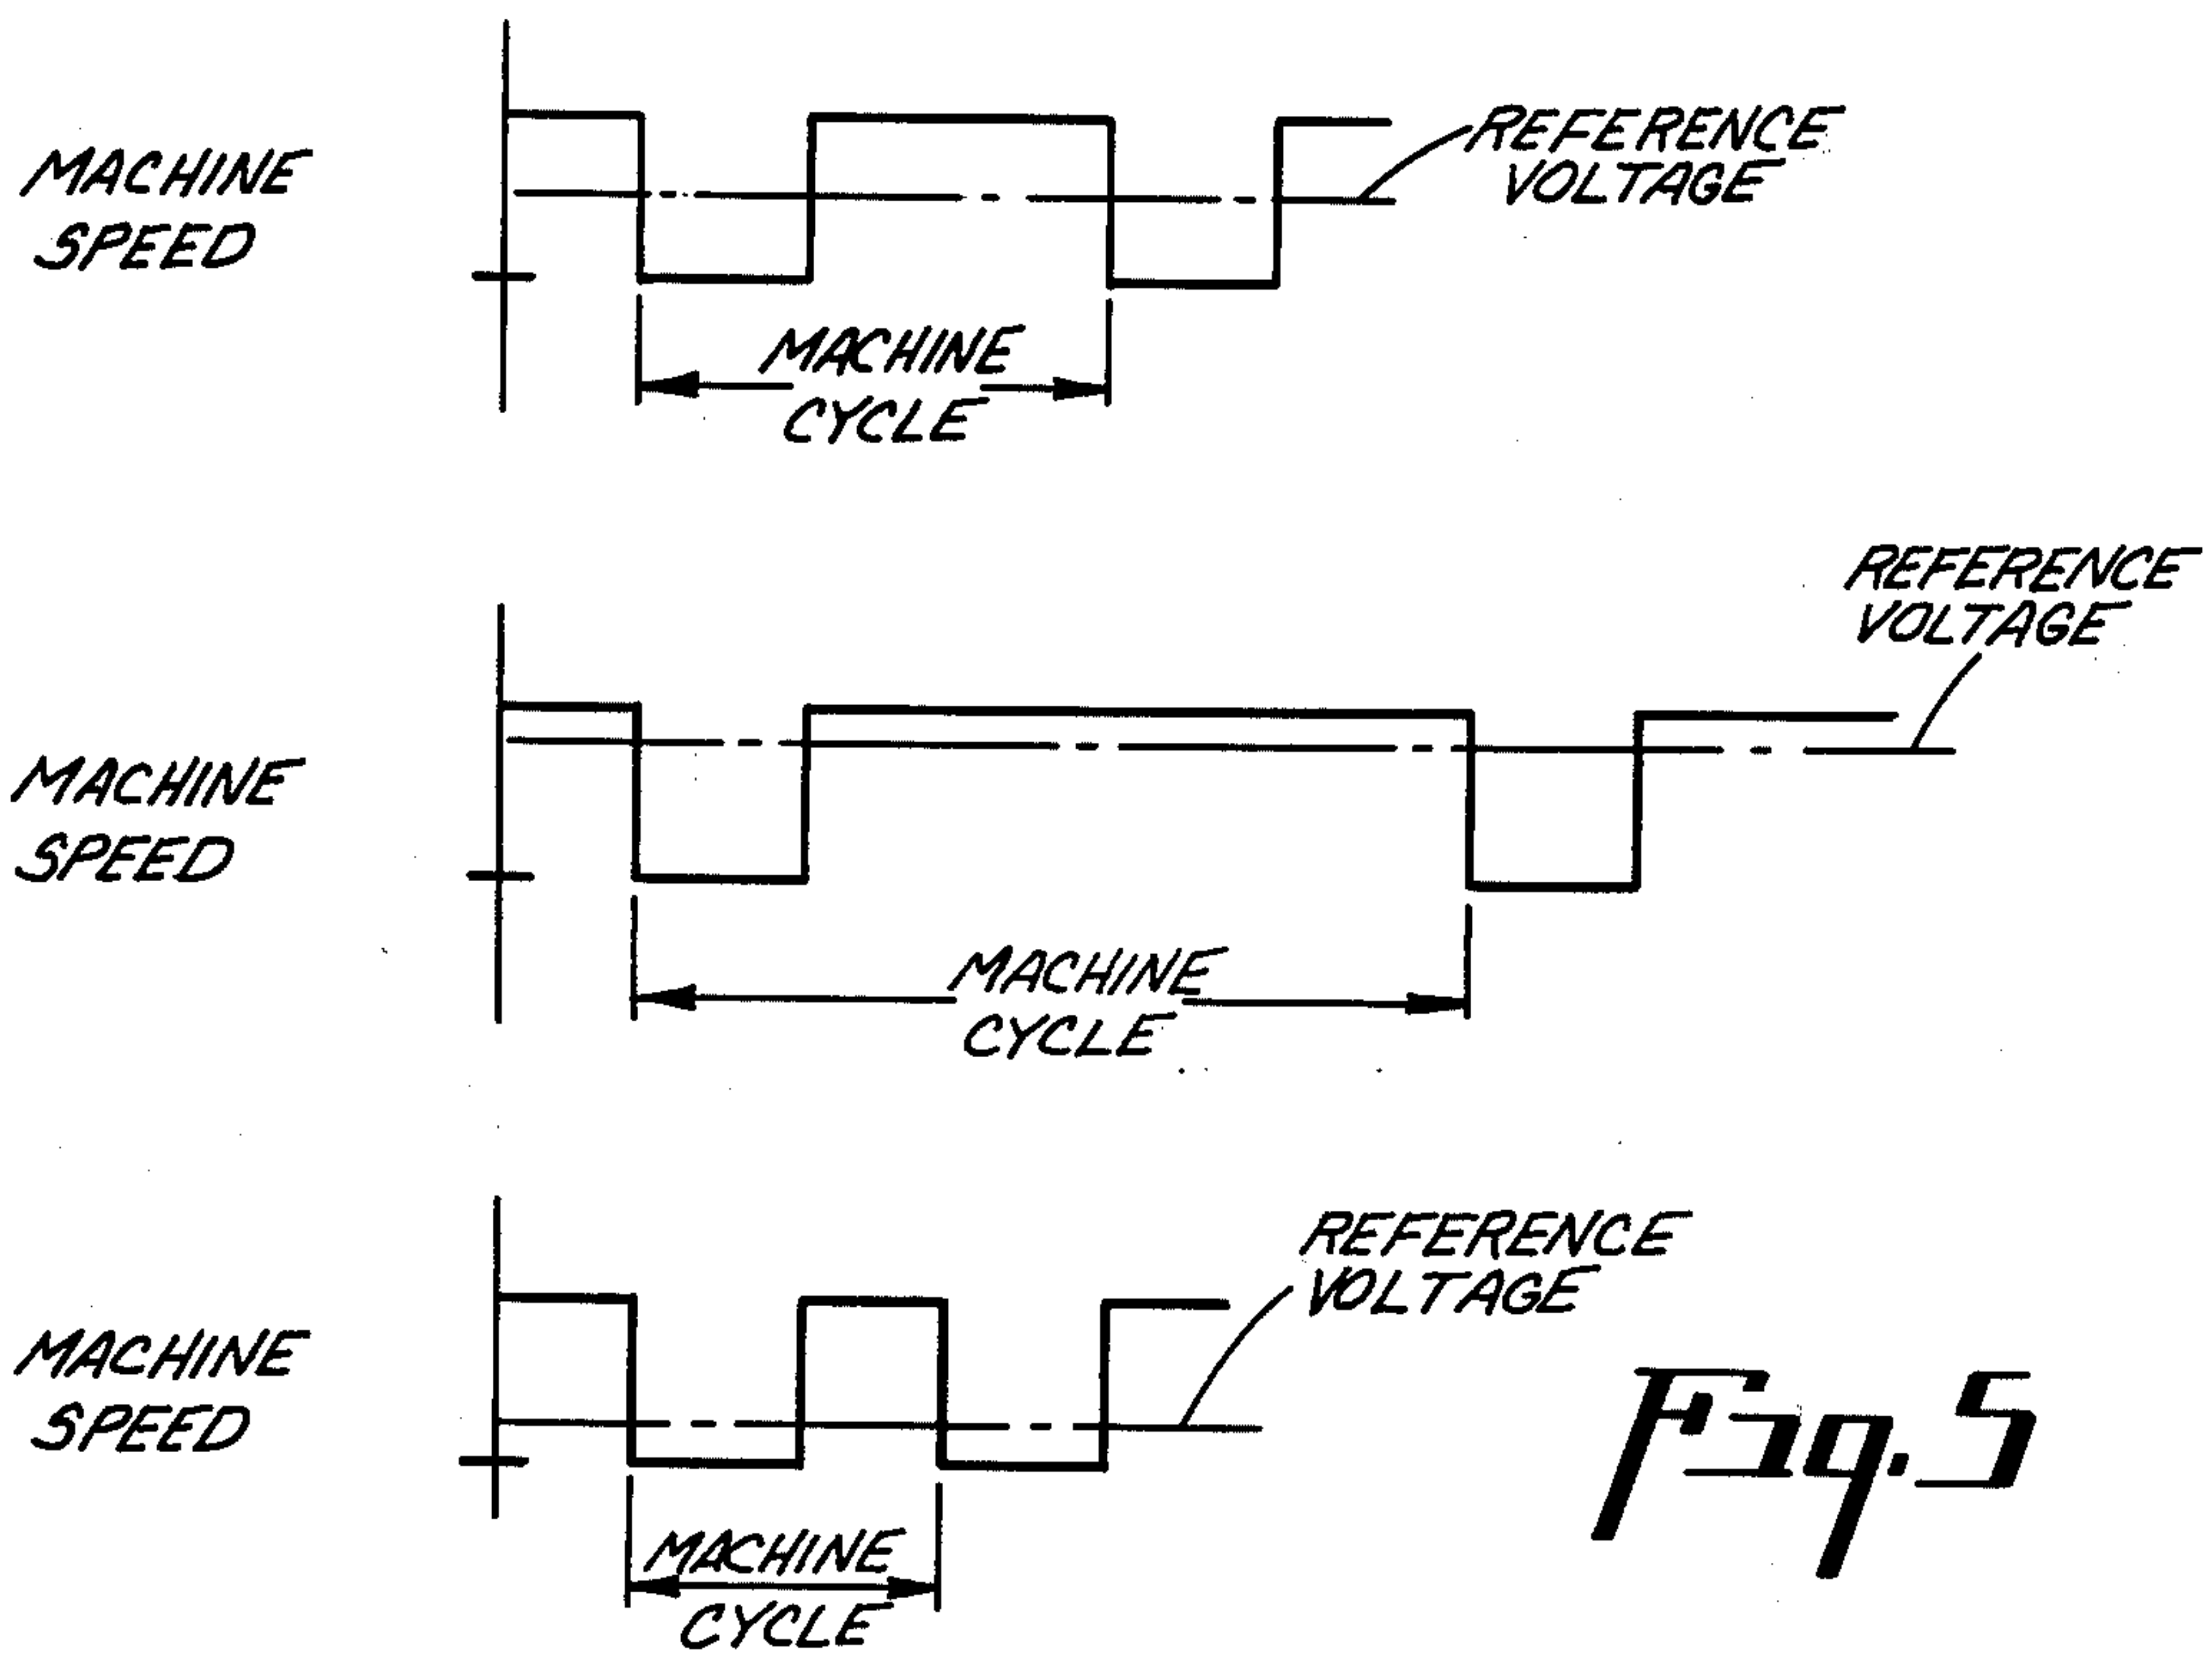 MACHINE
SPEED
REFERENCE
VOLTAGE
MACHINE
CYCLE
REFERENCE
VOLTAGE
MACHINE
SPEED
MACHINE
CYCLE
REFERENCE
VOLTAGE
MACHINE
SPEED
MACHINE
CYCLE
Fig. 5